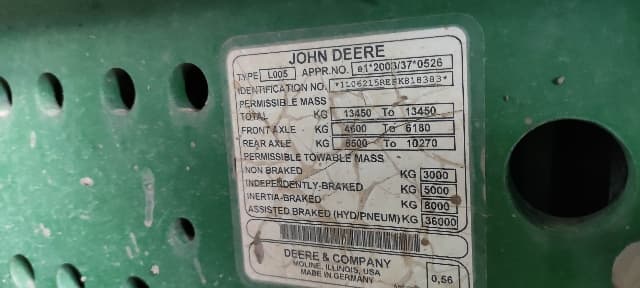 JOHN DEERE
TYPE L005 APPR.NO. e1*2003/37*0526
IDENTIFICATION NO.
PERMISSIBLE MASS
TOTAL KG 13450 To 13450
FRONT AXLE KG 4600 To 6180
REAR AXLE KG 8500 To 10270
PERMISSIBLE TOWABLE MASS
NON BRAKED KG 3000
INDEPENDENTLY-BRAKED KG 5000
INERTIA-BRAKED KG 8000
ASSISTED BRAKED (HYD/PNEUM) KG 36000
DEERE & COMPANY
MOLINE, ILLINOIS, USA
MADE IN GERMANY
0,56